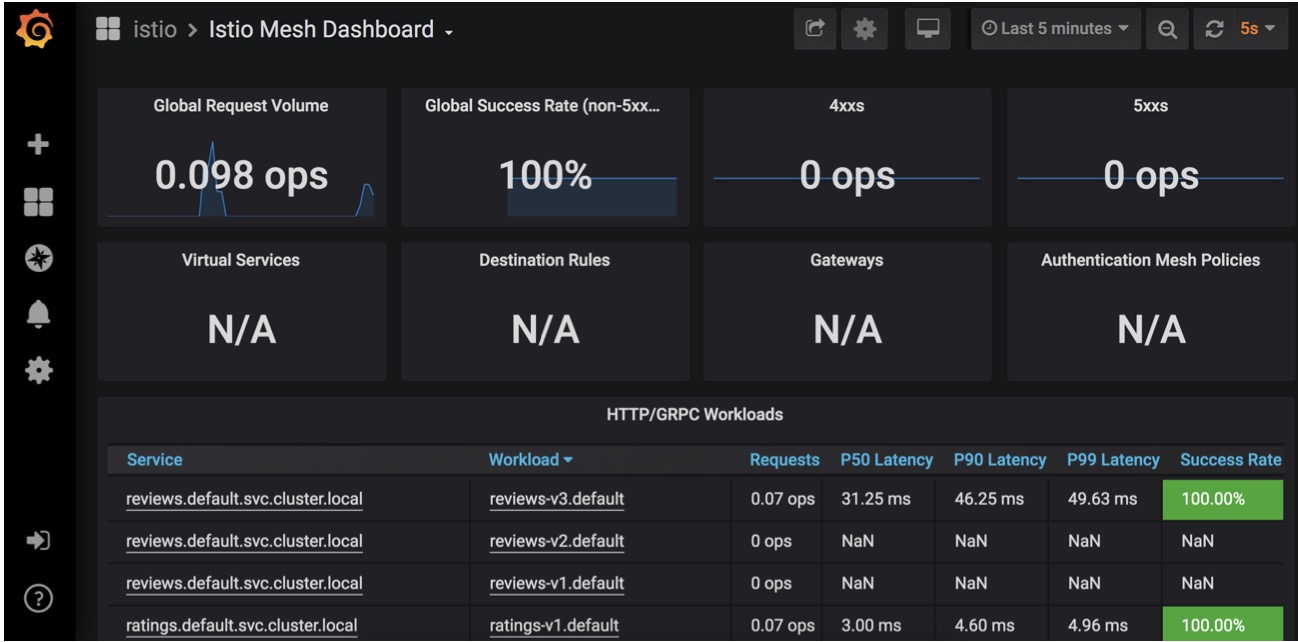 istio > Istio Mesh Dashboard
Last 5 minutes 5s
Global Request Volume
0.098 ops
Global Success Rate (non-5xx...
100%
4xxs
0 ops
5xxs
0 ops
Virtual Services
N/A
Destination Rules
N/A
Gateways
N/A
Authentication Mesh Policies
N/A
HTTP/GRPC Workloads
Service Workload Requests P50 Latency P90 Latency P99 Latency Success Rate
reviews.default.svc.cluster.local reviews-v3.default 0.07 ops 31.25 ms 46.25 ms 49.63 ms 100.00%
reviews.default.svc.cluster.local reviews-v2.default 0 ops NaN NaN NaN NaN
reviews.default.svc.cluster.local reviews-v1.default 0 ops NaN NaN NaN NaN
ratings.default.svc.cluster.local ratings-v1.default 0.07 ops 3.00 ms 4.60 ms 4.96 ms 100.00%